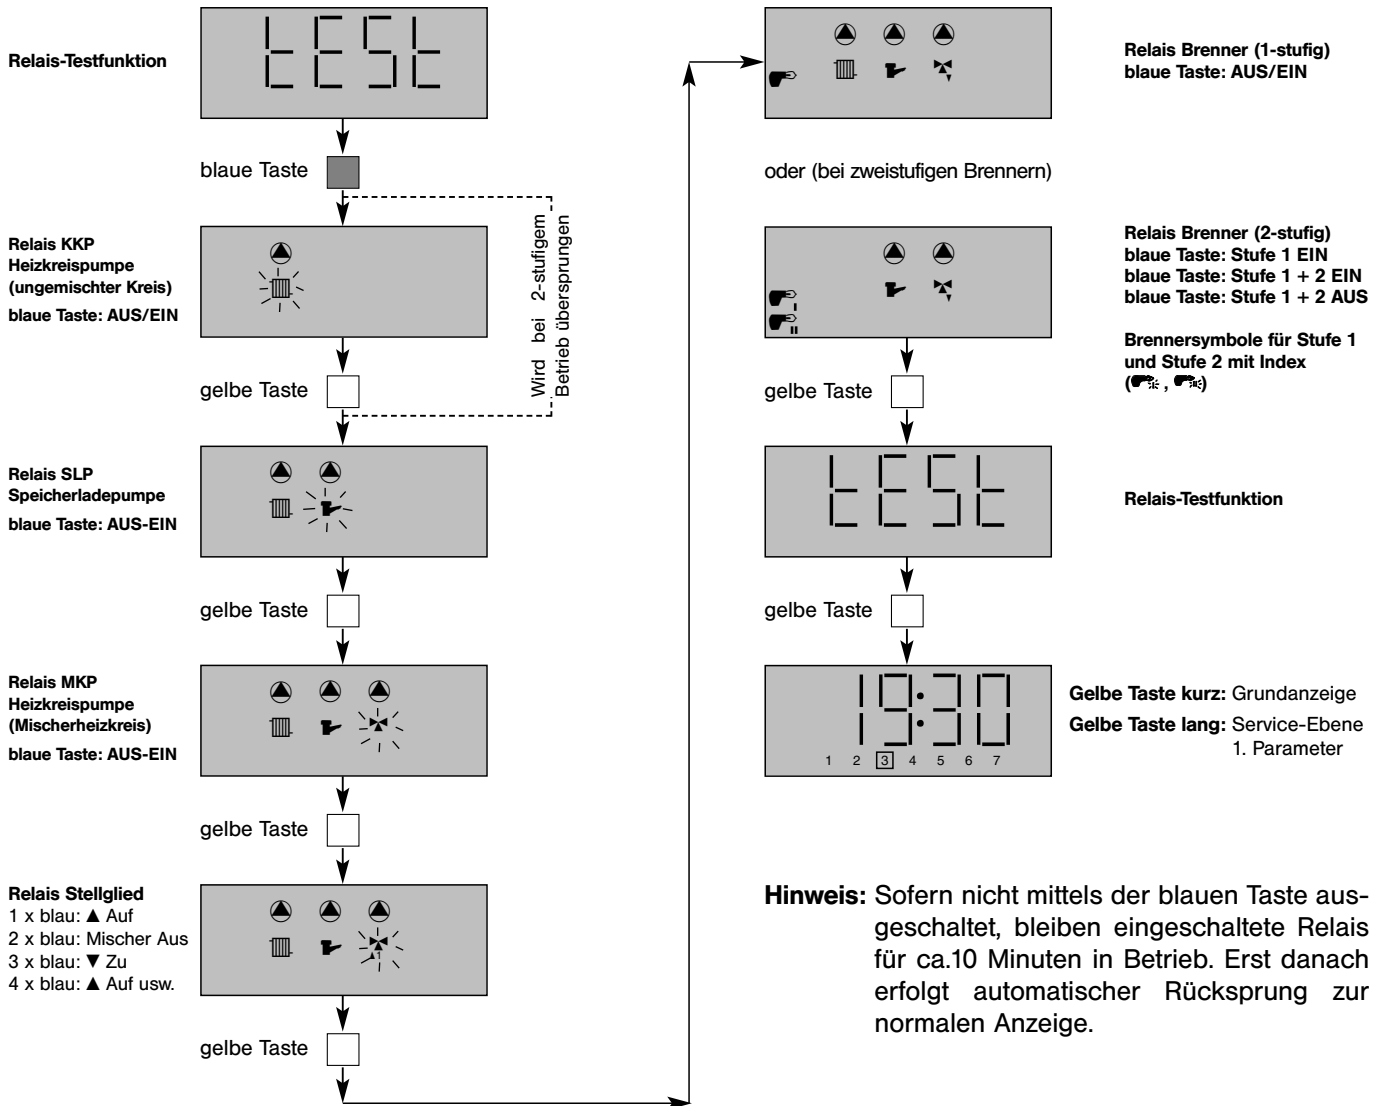 Relais-Testfunktion
tESt
blaue Taste
Relais KKP
Heizkreispumpe
(ungemischter Kreis)
blaue Taste: AUS/EIN
Wird bei 2-stufigem
Betrieb übersprungen
gelbe Taste
Relais SLP
Speicherladepumpe
blaue Taste: AUS-EIN
gelbe Taste
Relais MKP
Heizkreispumpe
(Mischerheizkreis)
blaue Taste: AUS-EIN
gelbe Taste
Relais Stellglied
1 x blau: ▲ Auf
2 x blau: Mischer Aus
3 x blau: ▼ Zu
4 x blau: ▲ Auf usw.
1
gelbe Taste
Relais Brenner (1-stufig)
blaue Taste: AUS/EIN
oder (bei zweistufigen Brennern)
I
II
Relais Brenner (2-stufig)
blaue Taste: Stufe 1 EIN
blaue Taste: Stufe 1 + 2 EIN
blaue Taste: Stufe 1 + 2 AUS
Brennersymbole für Stufe 1
und Stufe 2 mit Index
( , )
gelbe Taste
tESt
Relais-Testfunktion
gelbe Taste
19:30
1 2 3 4 5 6 7
Gelbe Taste kurz: Grundanzeige
Gelbe Taste lang: Service-Ebene
1. Parameter
Hinweis: Sofern nicht mittels der blauen Taste aus-
geschaltet, bleiben eingeschaltete Relais
für ca.10 Minuten in Betrieb. Erst danach
erfolgt automatischer Rücksprung zur
normalen Anzeige.